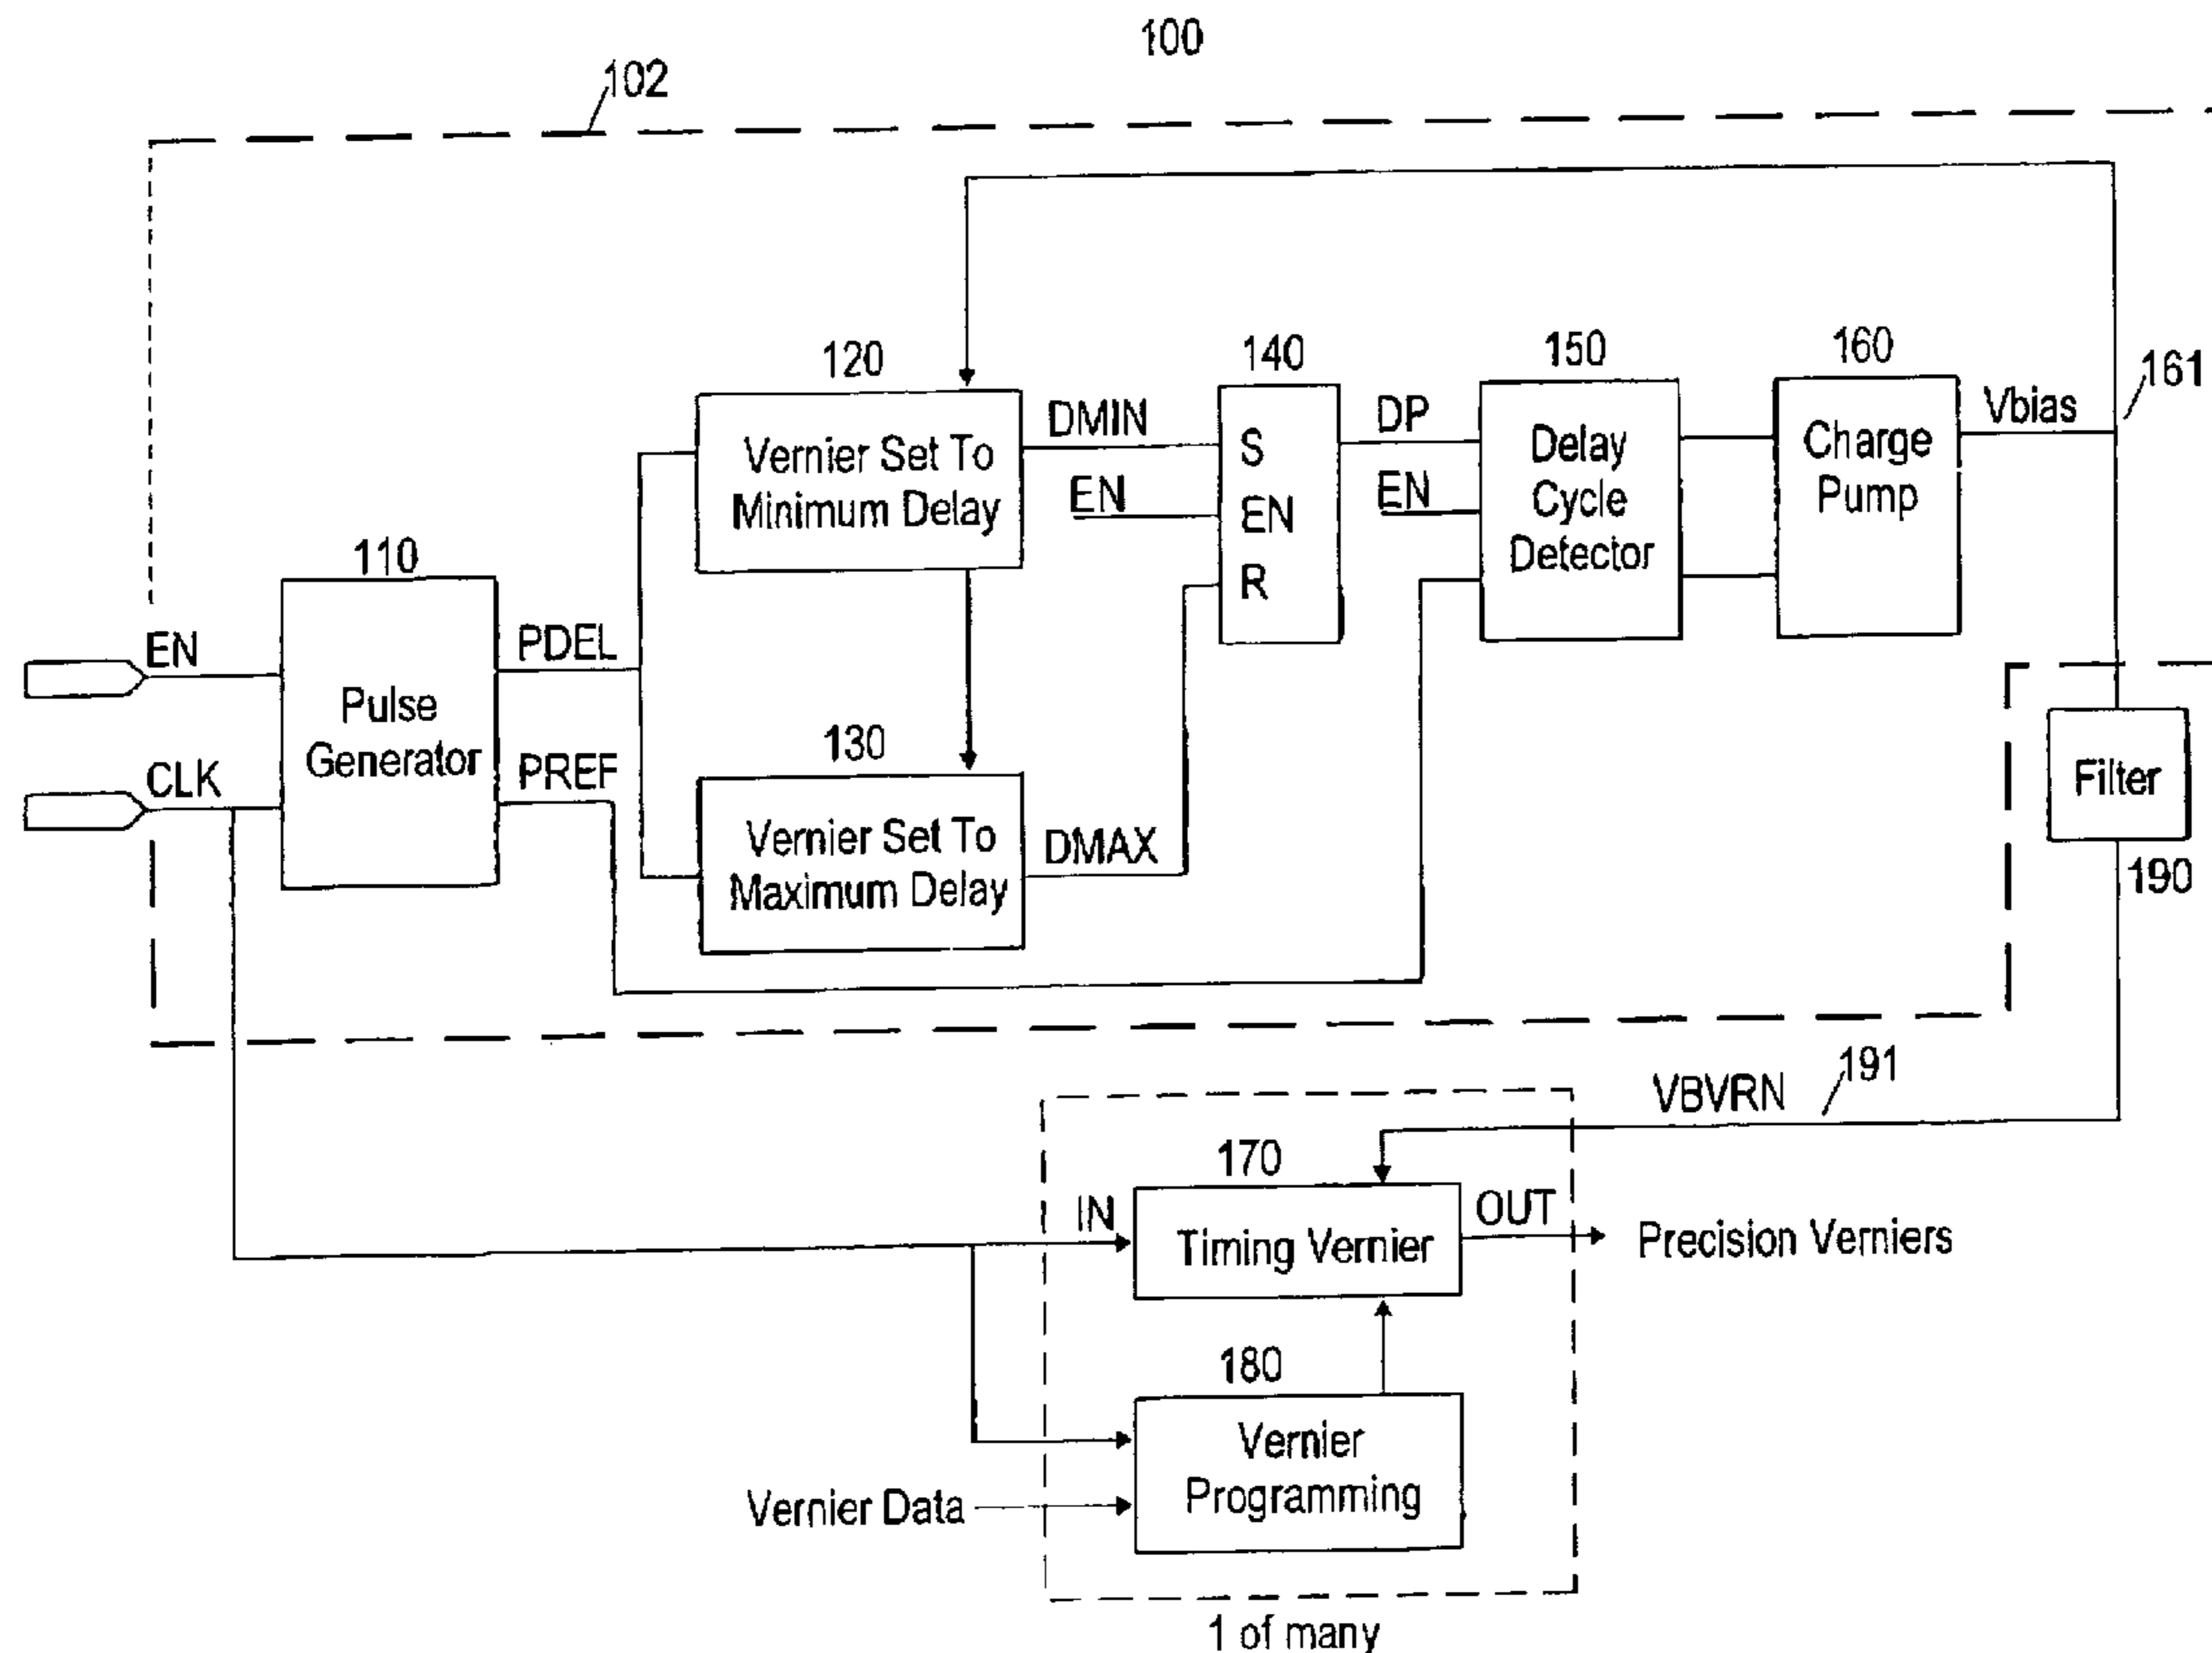 100
102
120
140
150
160
161
Vernier Set To
Minimum Delay
DMIN
EN
S
EN
R
DP
EN
Delay
Cycle
Detector
Charge
Pump
Vbias
110
EN
CLK
Pulse
Generator
PDEL
PREF
130
Vernier Set To
Maximum Delay
DMAX
Filter
190
VBVRN
191
170
IN
Timing Vernier
OUT
Precision Verniers
180
Vernier
Programming
Vernier Data
1 of many